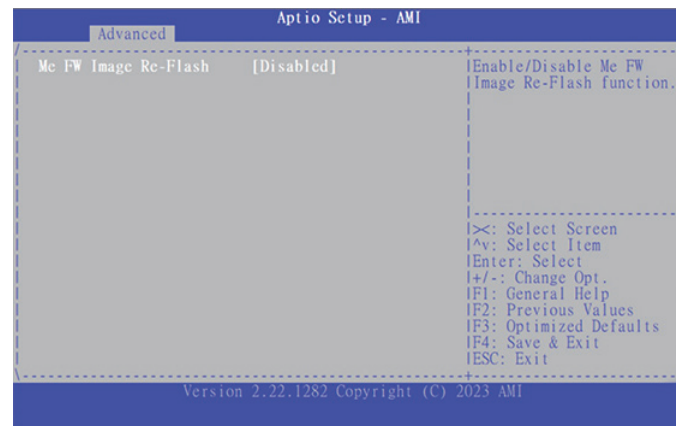 Aptio Setup - AMI
Advanced
Me FW Image Re-Flash [Disabled]
Enable/Disable Me FW
Image Re-Flash function.
><: Select Screen
^v: Select Item
Enter: Select
+/-: Change Opt.
F1: General Help
F2: Previous Values
F3: Optimized Defaults
F4: Save & Exit
ESC: Exit
Version 2.22.1282 Copyright (C) 2023 AMI